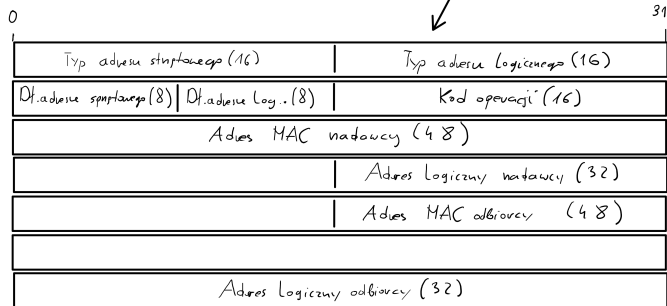 0 31
Typ adresu sprzętowego (16) Typ adresu Logicznego (16)
Dł. adresu sprzętowego (8) Dł. adresu Log.. (8) Kod operacji (16)
Adres MAC nadawcy (48)
Adres Logiczny nadawcy (32)
Adres MAC odbiorcy (48)
Adres Logiczny odbiorcy (32)